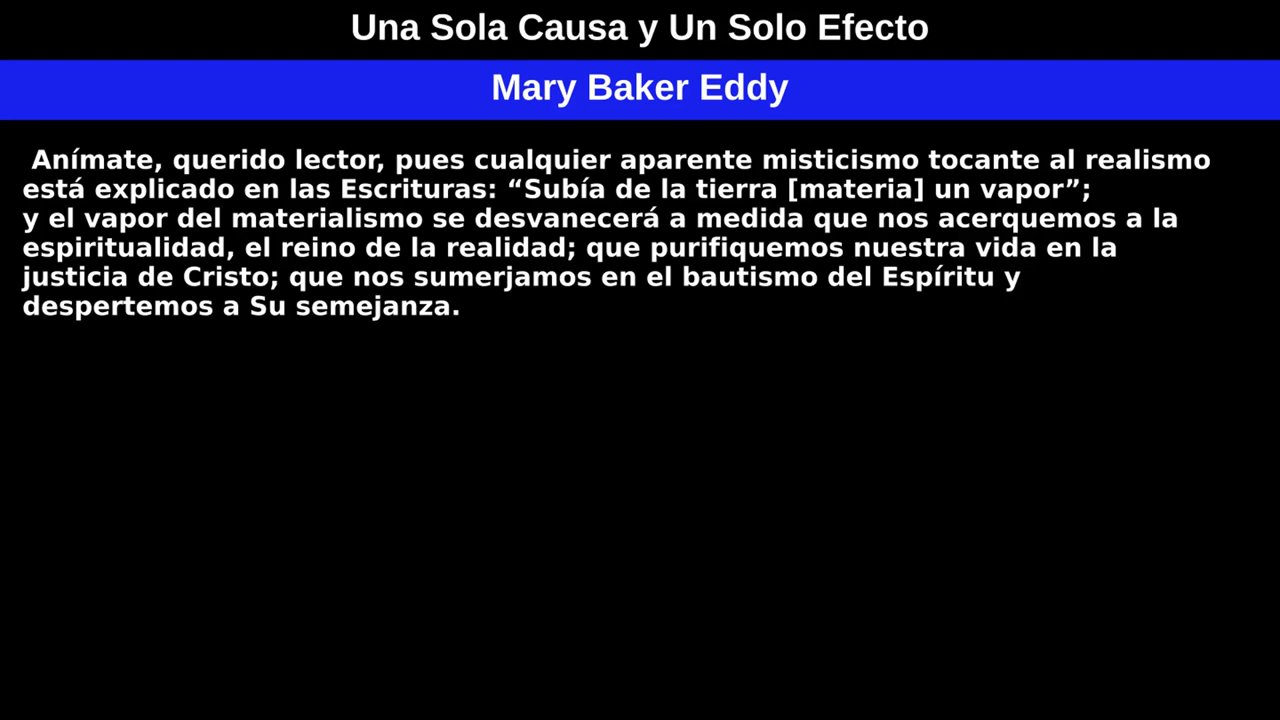 Una Sola Causa y Un Solo Efecto
Mary Baker Eddy
Anímate, querido lector, pues cualquier aparente misticismo tocante al realismo
está explicado en las Escrituras: “Subía de la tierra [materia] un vapor”;
y el vapor del materialismo se desvanecerá a medida que nos acerquemos a la
espiritualidad, el reino de la realidad; que purifiquemos nuestra vida en la
justicia de Cristo; que nos sumerjamos en el bautismo del Espíritu y
despertemos a Su semejanza.